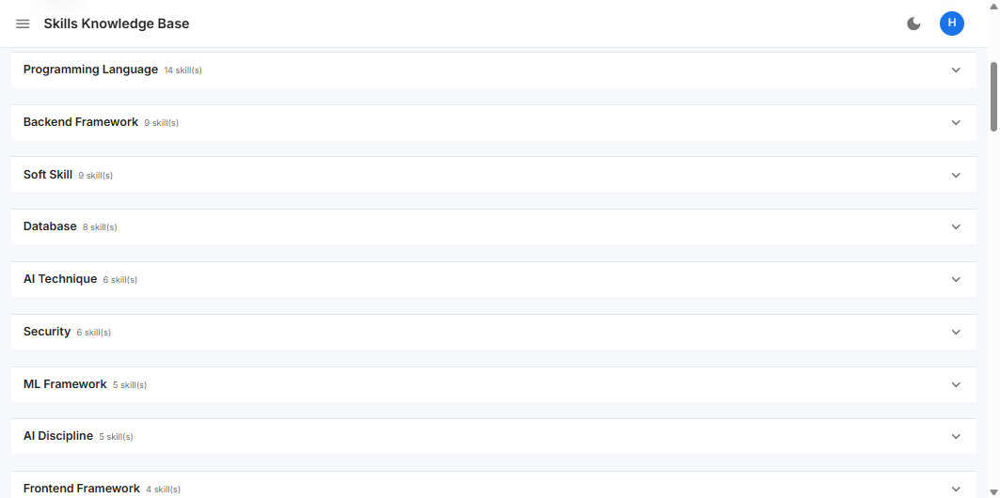 Skills Knowledge Base
H
Programming Language 14 skill(s)
Backend Framework 9 skill(s)
Soft Skill 9 skill(s)
Database 8 skill(s)
AI Technique 6 skill(s)
Security 6 skill(s)
ML Framework 5 skill(s)
AI Discipline 5 skill(s)
Frontend Framework 4 skill(s)